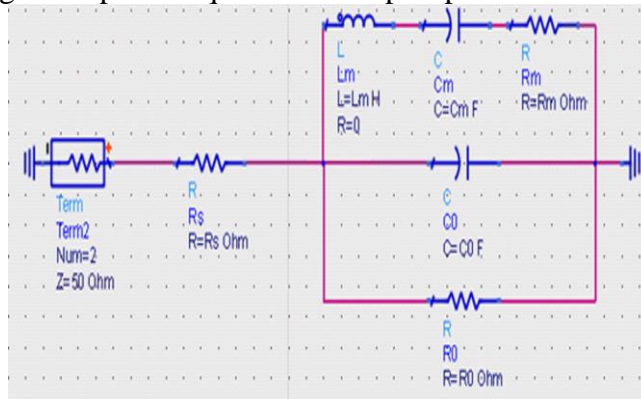 L
Lm
L=Lm H
R=0
C
Cm
C=Cm F
R
Rm
R=Rm Ohm
Term
Term2
Num=2
Z=50 Ohm
R
Rs
R=Rs Ohm
C
C0
C=C0 F
R
R0
R=R0 Ohm